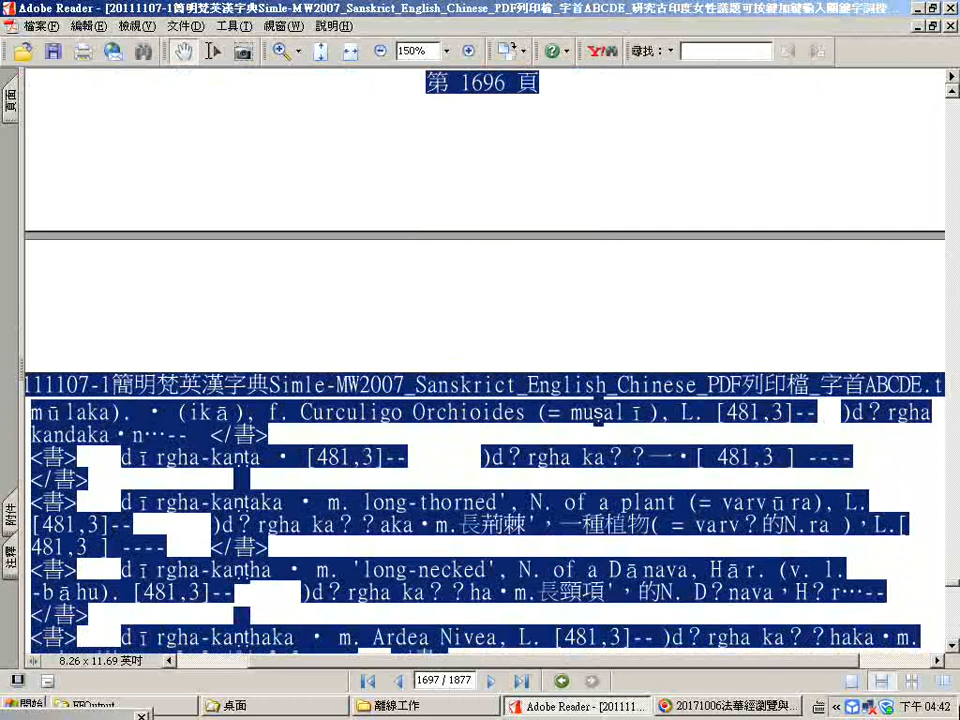 Adobe Reader - [20111107-1簡明梵英漢字典Simle-MW2007_Sanskrict_English_Chinese_PDF列印檔_字首ABCDE_研究古印度女性議題可按鍵加鍵輸入關鍵字詞搜
檔案(F) 編輯(E) 檢視(V) 文件(D) 工具(T) 視窗(W) 說明(H)
150% 尋找:
頁面
第 1696 頁
111107-1簡明梵英漢字典Simle-MW2007_Sanskrict_English_Chinese_PDF列印檔_字首ABCDE.t
mūlaka). • (ikā), f. Curculigo Orchioides (= muṣalī), L. [481,3]-- )d?rgha
kandaka•n…-- </書>
<書> dīrgha-kaṇṭa • [481,3]-- )d?rgha ka??一•[ 481,3 ] ----
</書>
<書> dīrgha-kaṇṭaka • m. long-thorned', N. of a plant (= varvūra), L.
[481,3]-- )d?rgha ka??aka•m.長荊棘'，一種植物( = varv?的N.ra )，L.[
481,3 ] ---- </書>
<書> dīrgha-kaṇṭha • m. 'long-necked', N. of a Dānava, Hār. (v. l.
-bāhu). [481,3]-- )d?rgha ka??ha•m.長頸項'，的N. D?nava，H?r…--
</書>
<書> dīrgha-kaṇṭhaka • m. Ardea Nivea, L. [481,3]-- )d?rgha ka??haka•m.
附件
注釋
8.26 x 11.69 英吋
1697 / 1877
開始 FFOutput 桌面 離線工作 Adobe Reader - [201111... 20171006法華經瀏覽與... 下午 04:42